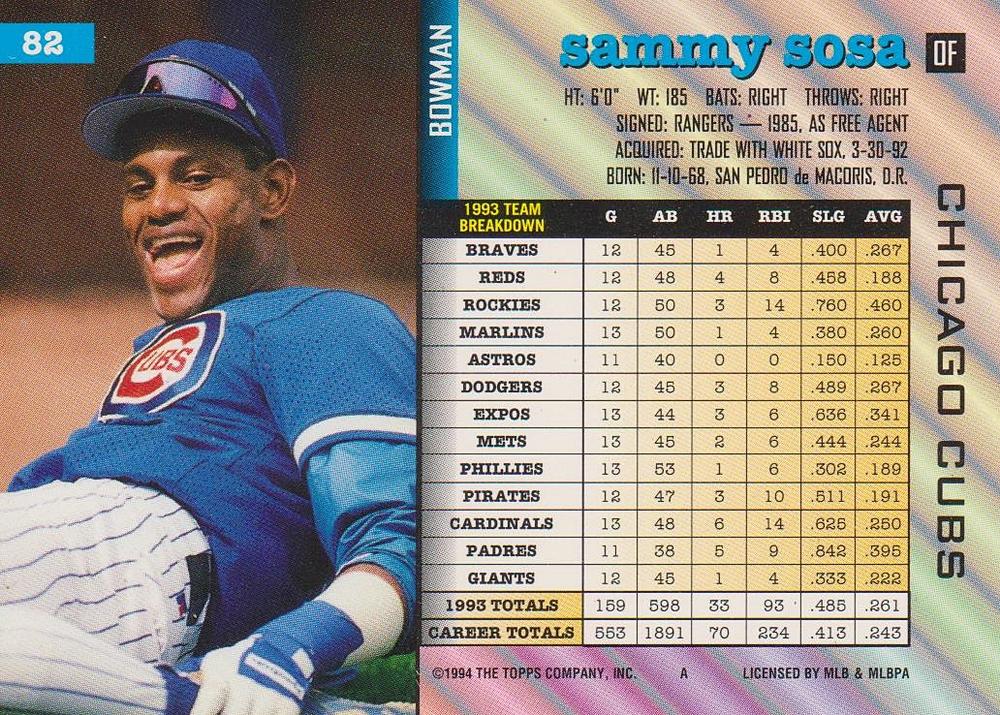 82
CUBS
BOWMAN
sammy sosa OF
HT: 6'0" WT: 185 BATS: RIGHT THROWS: RIGHT
SIGNED: RANGERS — 1985, AS FREE AGENT
ACQUIRED: TRADE WITH WHITE SOX, 3-30-92
BORN: 11-10-68, SAN PEDRO de MACORIS, D.R.
1993 TEAM
BREAKDOWN G AB HR RBI SLG AVG
BRAVES 12 45 1 4 .400 .267
REDS 12 48 4 8 .458 .188
ROCKIES 12 50 3 14 .760 .460
MARLINS 13 50 1 4 .380 .260
ASTROS 11 40 0 0 .150 .125
DODGERS 12 45 3 8 .489 .267
EXPOS 13 44 3 6 .636 .341
METS 13 45 2 6 .444 .244
PHILLIES 13 53 1 6 .302 .189
PIRATES 12 47 3 10 .511 .191
CARDINALS 13 48 6 14 .625 .250
PADRES 11 38 5 9 .842 .395
GIANTS 12 45 1 4 .333 .222
1993 TOTALS 159 598 33 93 .485 .261
CAREER TOTALS 553 1891 70 234 .413 .243
©1994 THE TOPPS COMPANY, INC. A LICENSED BY MLB & MLBPA
CHICAGO CUBS